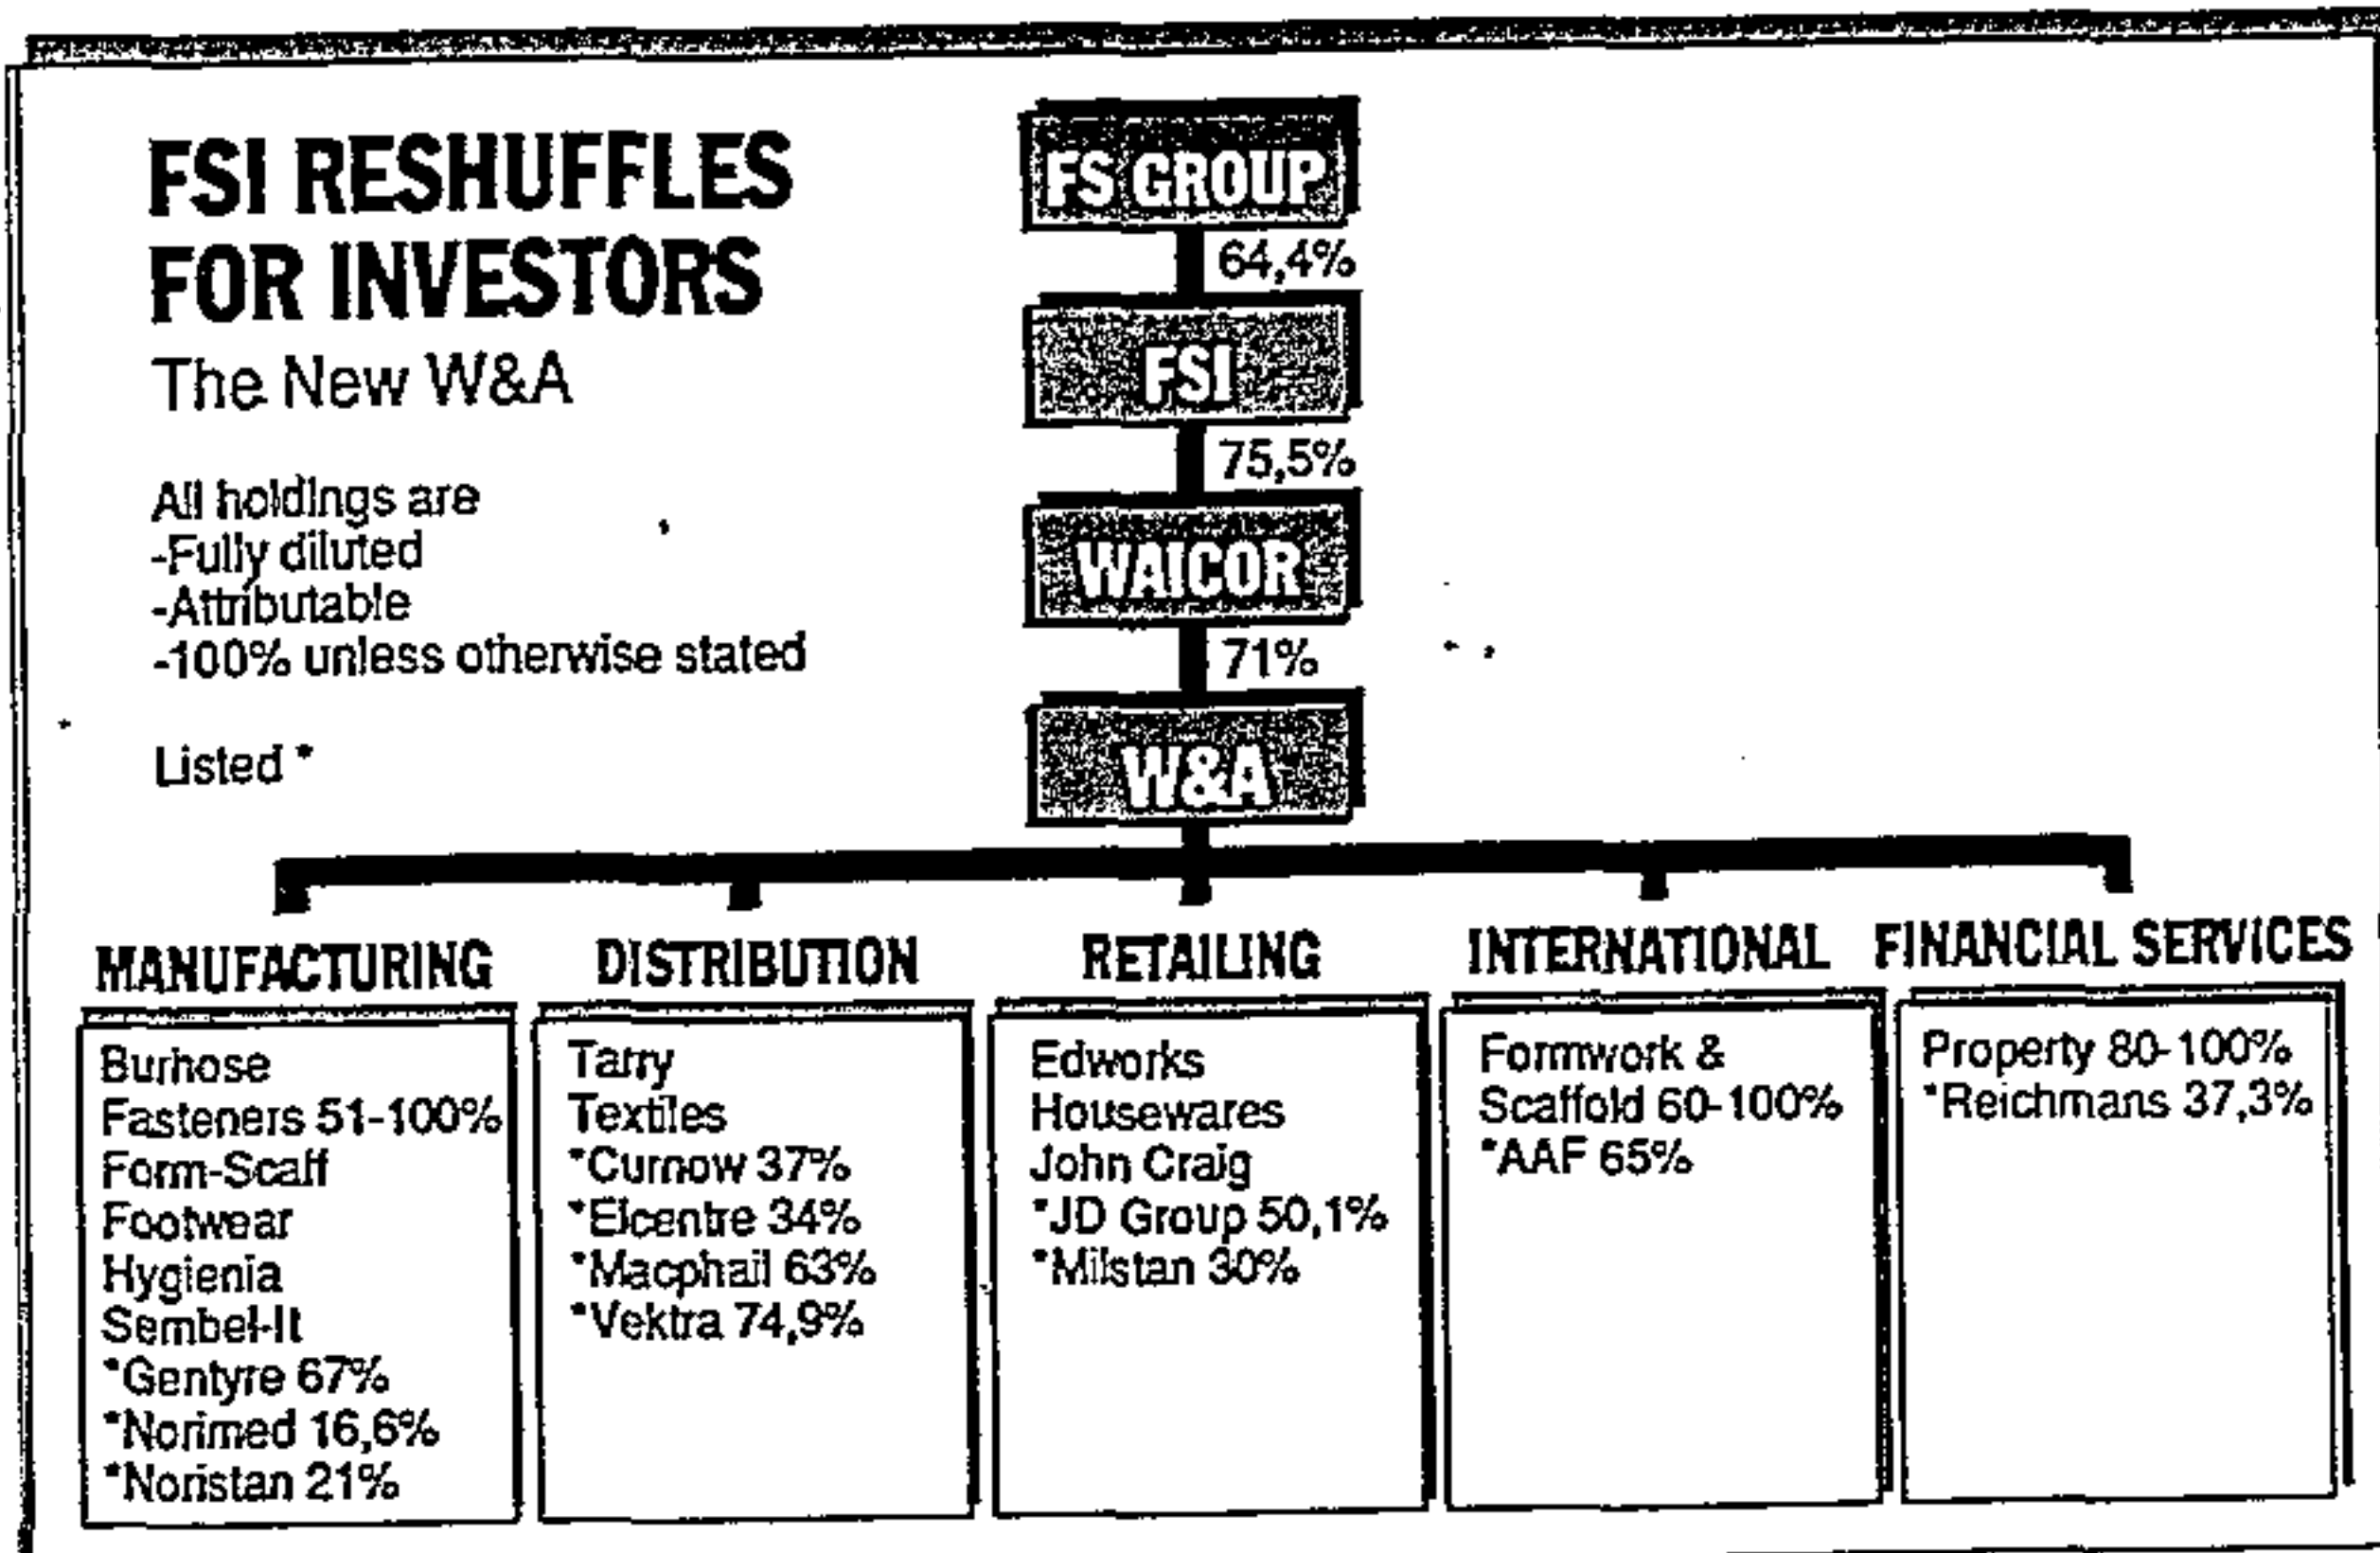 FSI RESHUFFLES
FOR INVESTORS
The New W&A
All holdings are
-Fully diluted
-Attributable
-100% unless otherwise stated
Listed *
FS GROUP
64,4%
FSI
75,5%
WAICOR
71%
W&A
MANUFACTURING
Burhose
Fasteners 51-100%
Form-Scaff
Footwear
Hygienia
Sembel-It
*Gentyre 67%
*Norimed 16,6%
*Noristan 21%
DISTRIBUTION
Tarry
Textiles
*Curnow 37%
*Elcentre 34%
*Macphail 63%
*Vektra 74,9%
RETAILING
Edworks
Housewares
John Craig
*JD Group 50,1%
*Milstan 30%
INTERNATIONAL
Formwork &
Scaffold 60-100%
*AAF 65%
FINANCIAL SERVICES
Property 80-100%
*Reichmans 37,3%